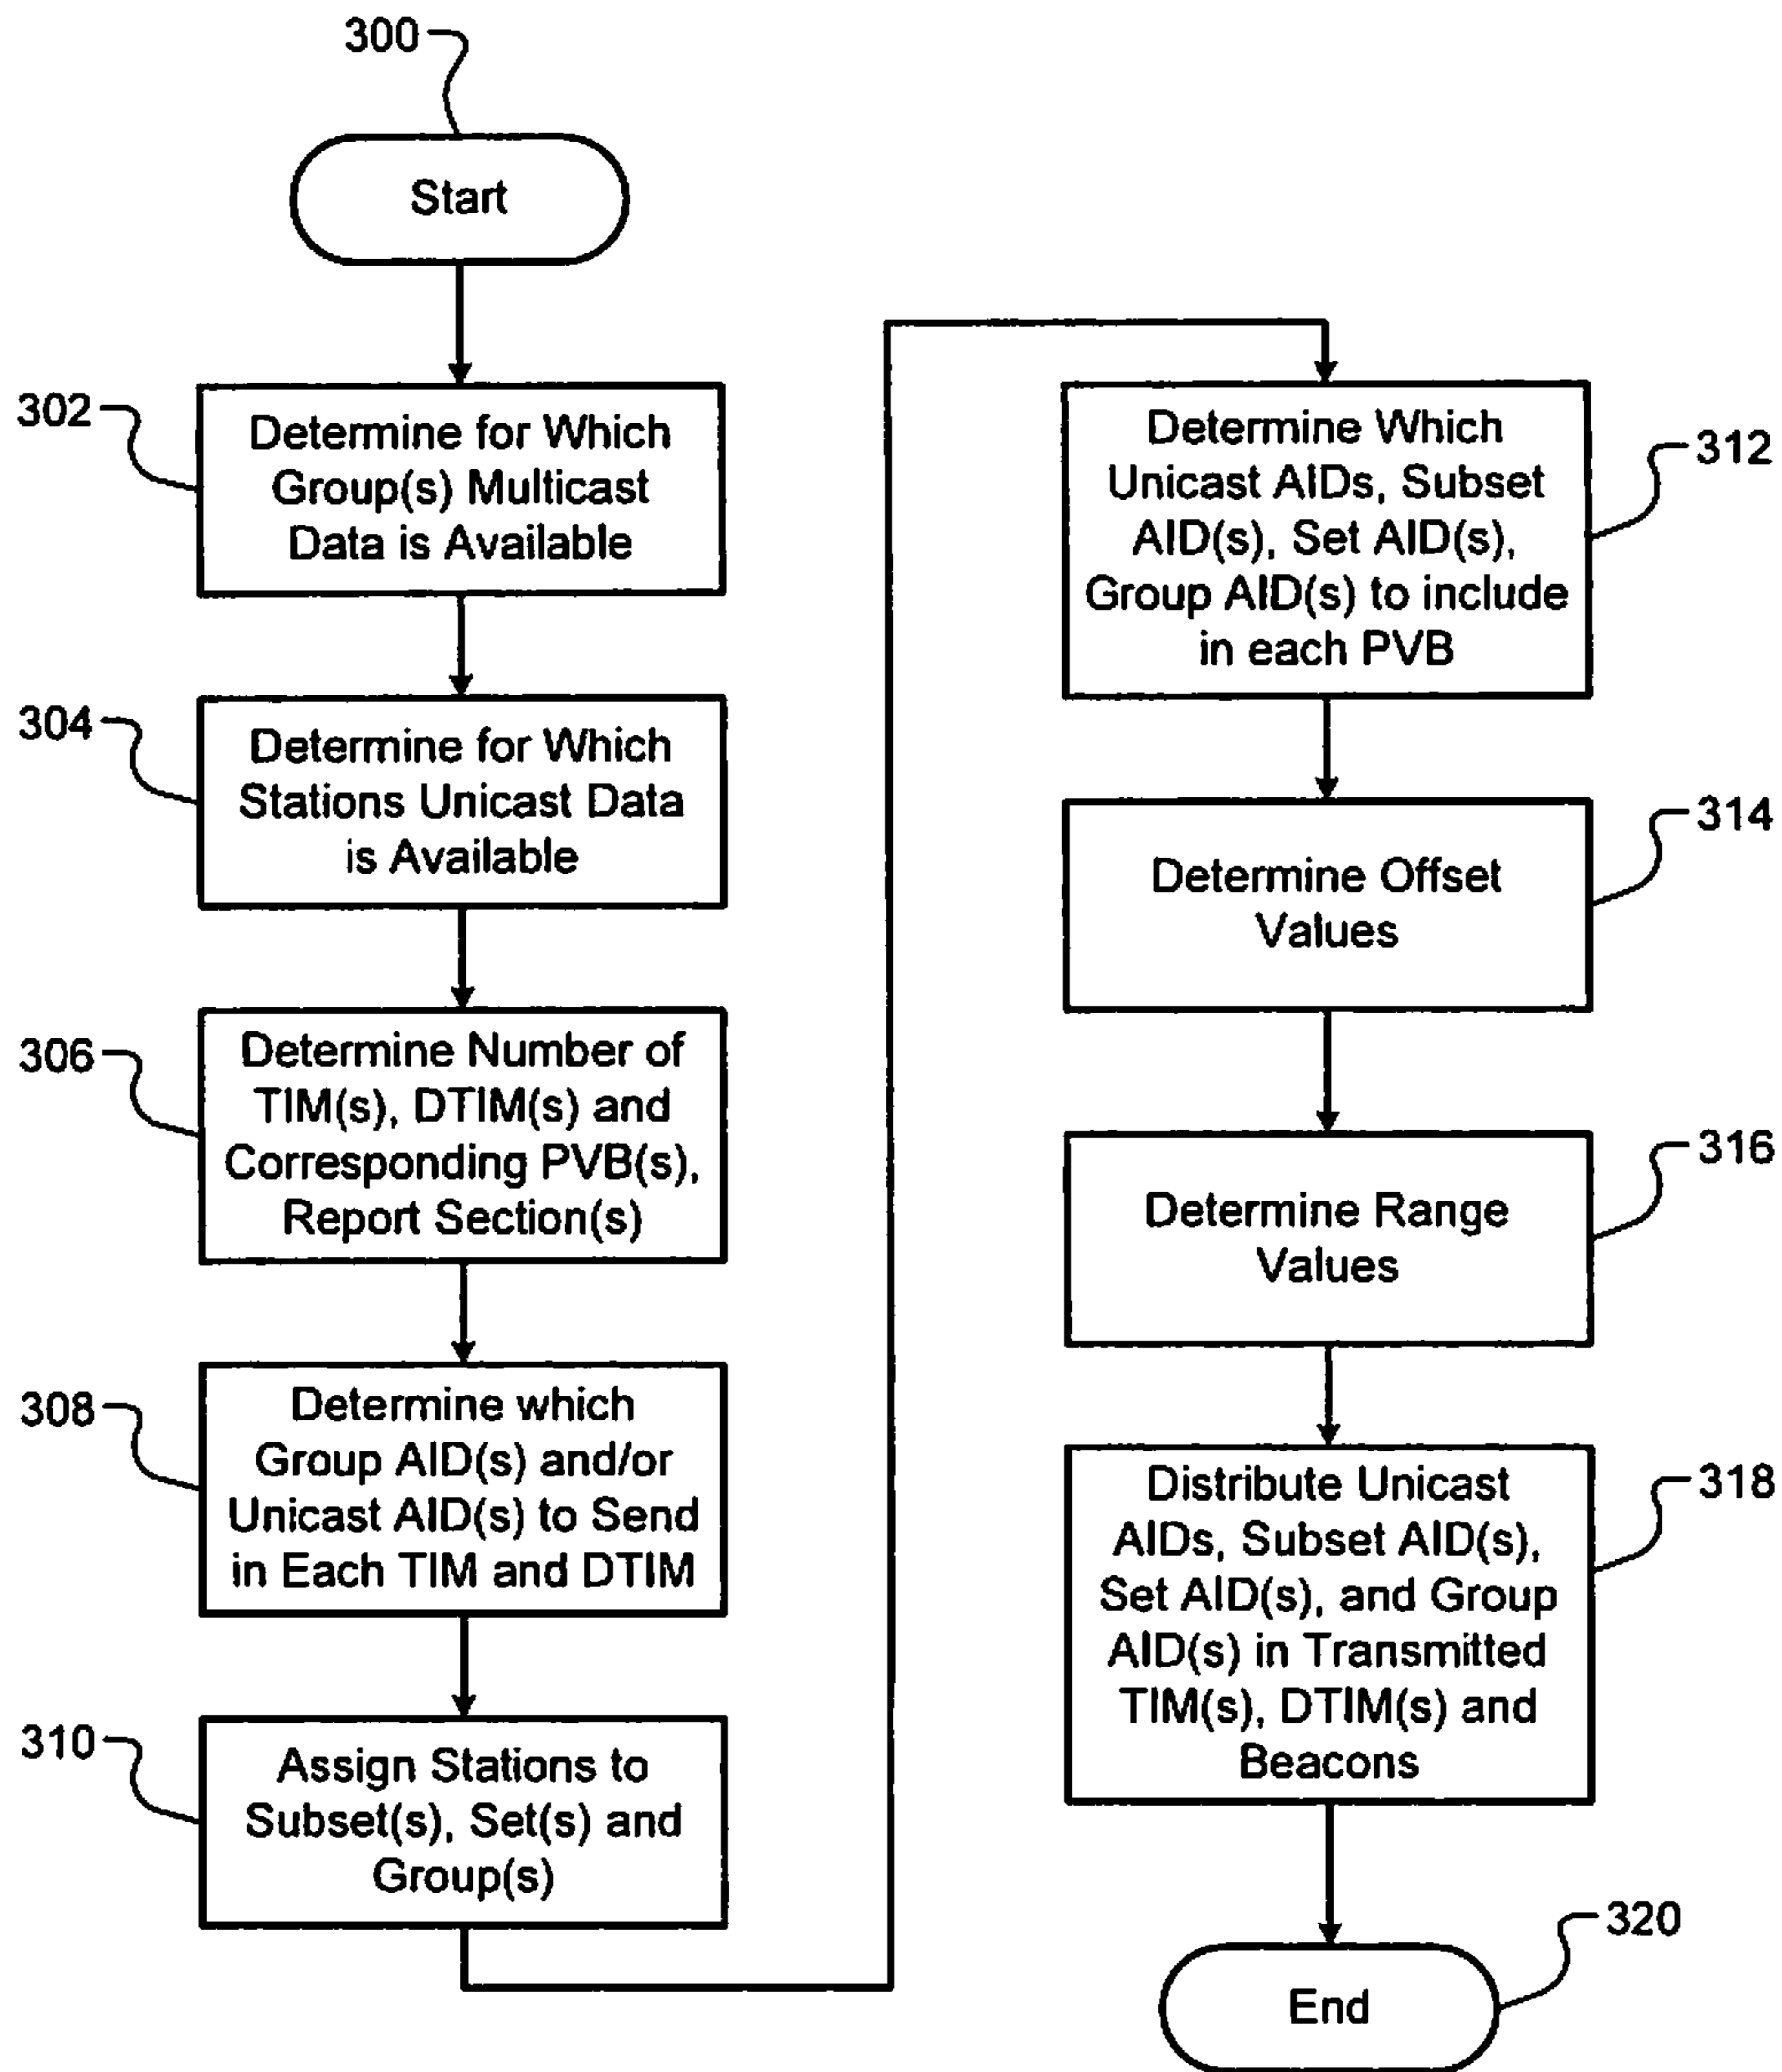 300
Start
302
Determine for Which
Group(s) Multicast
Data is Available
304
Determine for Which
Stations Unicast Data
is Available
306
Determine Number of
TIM(s), DTIM(s) and
Corresponding PVB(s),
Report Section(s)
308
Determine which
Group AID(s) and/or
Unicast AID(s) to Send
in Each TIM and DTIM
310
Assign Stations to
Subset(s), Set(s) and
Group(s)
312
Determine Which
Unicast AIDs, Subset
AID(s), Set AID(s),
Group AID(s) to include
in each PVB
314
Determine Offset
Values
316
Determine Range
Values
318
Distribute Unicast
AIDs, Subset AID(s),
Set AID(s), and Group
AID(s) in Transmitted
TIM(s), DTIM(s) and
Beacons
320
End